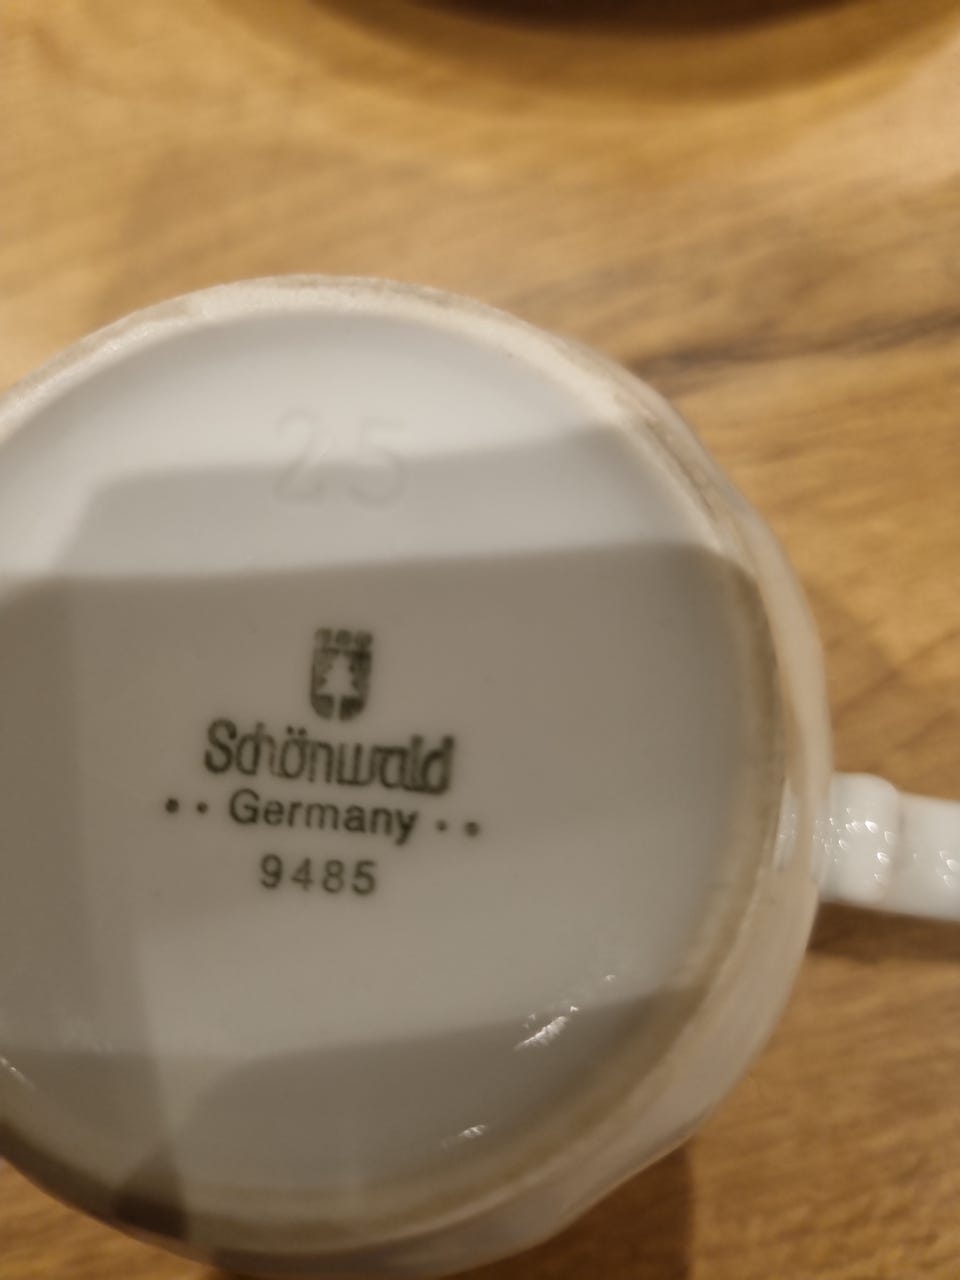 25
Schönwald
•• Germany ••
9485